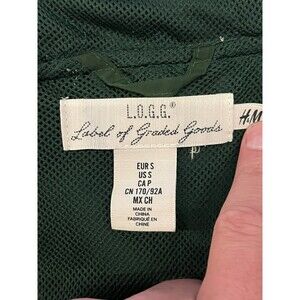 L.O.G.G.®
Label of Graded Goods
H&M
EUR S
US S
CA P
CN 170/92A
MX CH
MADE IN
CHINA
FABRIQUÉ EN
CHINE